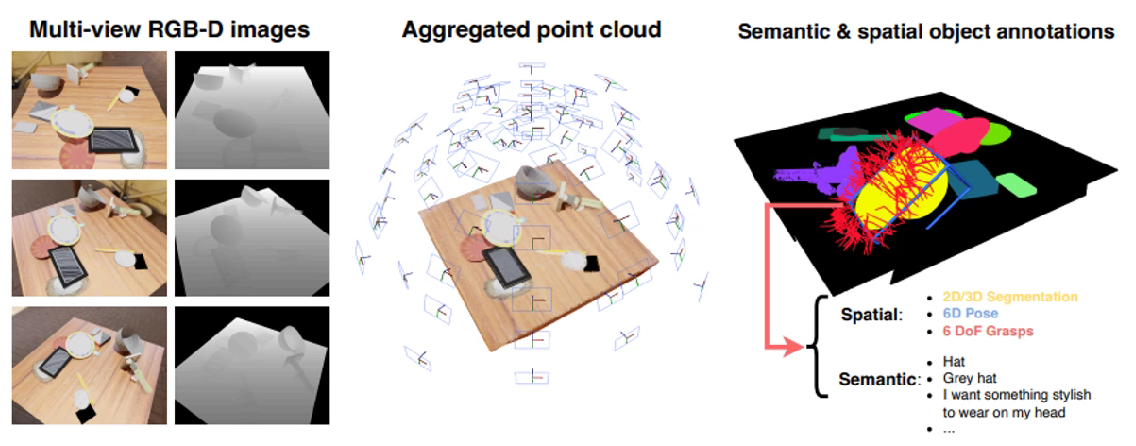 Multi-view RGB-D images
Aggregated point cloud
Semantic & spatial object annotations
Spatial:
• 2D/3D Segmentation
• 6D Pose
• 6 DoF Grasps
Semantic:
• Hat
• Grey hat
• I want something stylish
to wear on my head
• ...